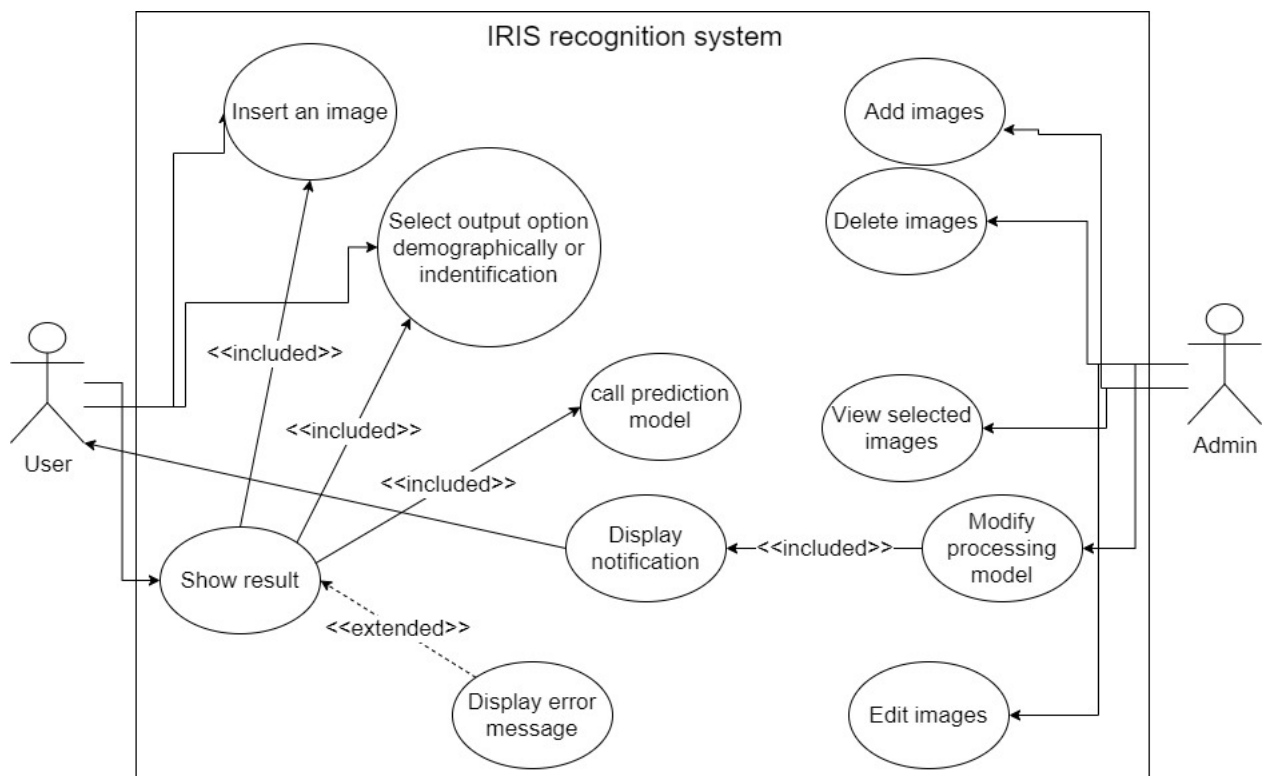 IRIS recognition system
Insert an image
Add images
Select output option
demographically or
indentification
Delete images
<<included>>
call prediction
model
View selected
images
<<included>>
User
Admin
<<included>>
Display
notification
<<included>>
Modify
processing
model
Show result
<<extended>>
Display error
message
Edit images